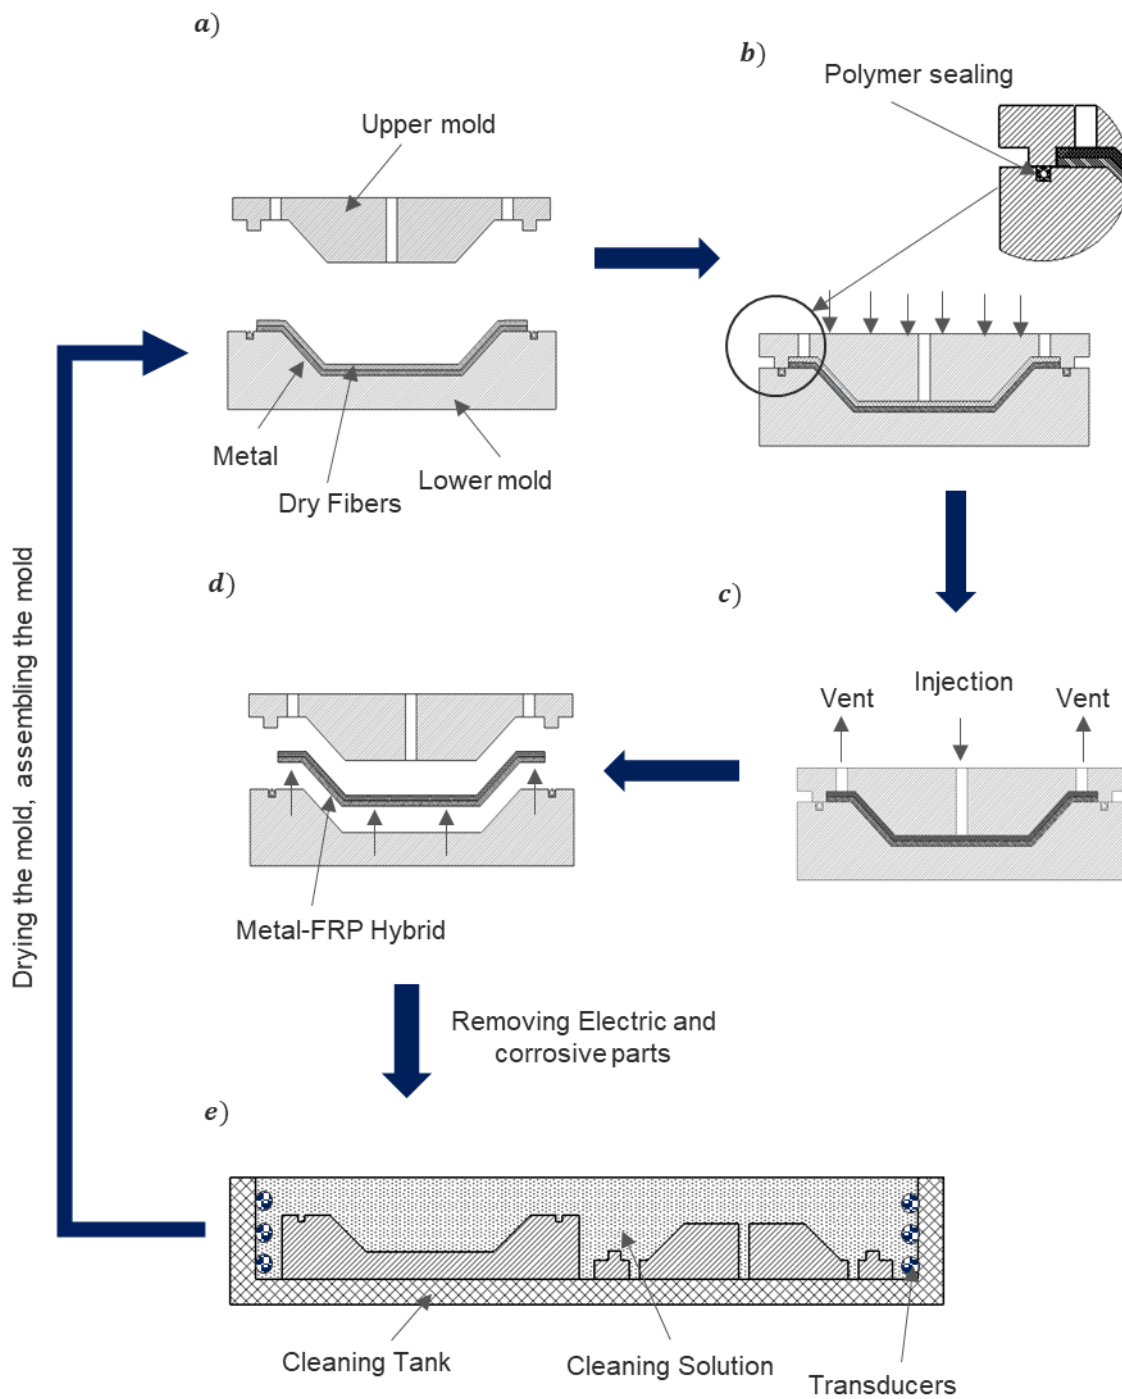 a)
Upper mold
Metal
Dry Fibers
Lower mold
b)
Polymer sealing
c)
Vent
Injection
Vent
d)
Metal-FRP Hybrid
Removing Electric and
corrosive parts
e)
Cleaning Tank
Cleaning Solution
Transducers
Drying the mold, assembling the mold